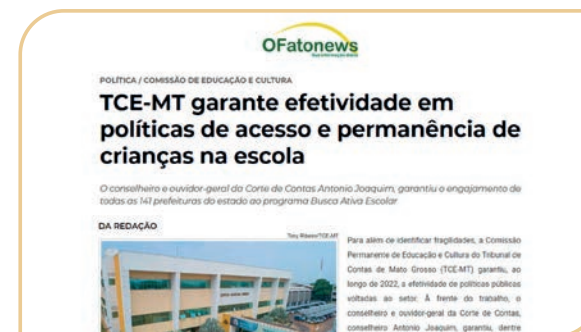 OFatonews
POLÍTICA / COMISSÃO DE EDUCAÇÃO E CULTURA
TCE-MT garante efetividade em
políticas de acesso e permanência de
crianças na escola
O conselheiro e ouvidor-geral da Corte de Contas Antonio Joaquim, garantiu o engajamento de
todas as 141 prefeituras do estado ao programa Busca Ativa Escolar
DA REDAÇÃO
Tony Ribeiro/TCE-MT
Para além de identificar fragilidades, a Comissão
Permanente de Educação e Cultura do Tribunal de
Contas de Mato Grosso (TCE-MT) garantiu, ao
longo de 2022, a efetividade de políticas públicas
voltadas ao setor. À frente do trabalho, o
conselheiro e ouvidor-geral da Corte de Contas,
conselheiro Antonio Joaquim, garantiu, dentre